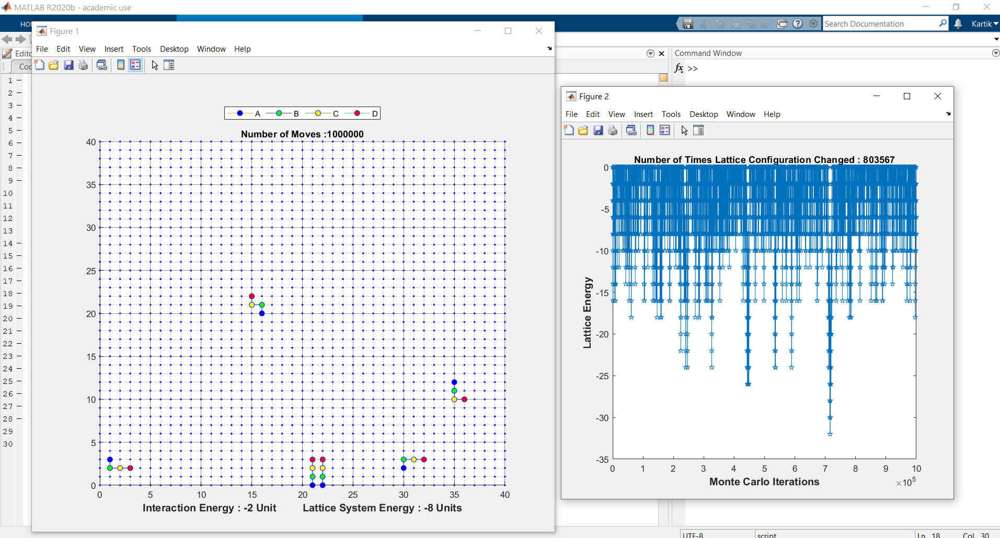 MATLAB R2020b - academic use
HO
Search Documentation
Kartik
Edito
Coc
1
2
3
4
5
6
7
8
9
10
11
12
13
14
15
16
17
18
19
20
21
22
23
24
25
26
27
28
29
30
Figure 1
File Edit View Insert Tools Desktop Window Help
A B C D
Number of Moves :1000000
40
35
30
25
20
15
10
5
0
0 5 10 15 20 25 30 35 40
Interaction Energy : -2 Unit Lattice System Energy : -8 Units
Command Window
fx >>
Figure 2
File Edit View Insert Tools Desktop Window Help
Number of Times Lattice Configuration Changed : 803567
0
-5
-10
-15
-20
-25
-30
-35
Lattice Energy
0 1 2 3 4 5 6 7 8 9 10
Monte Carlo Iterations
×10^5
UTF-8 script Ln 18 Col 30